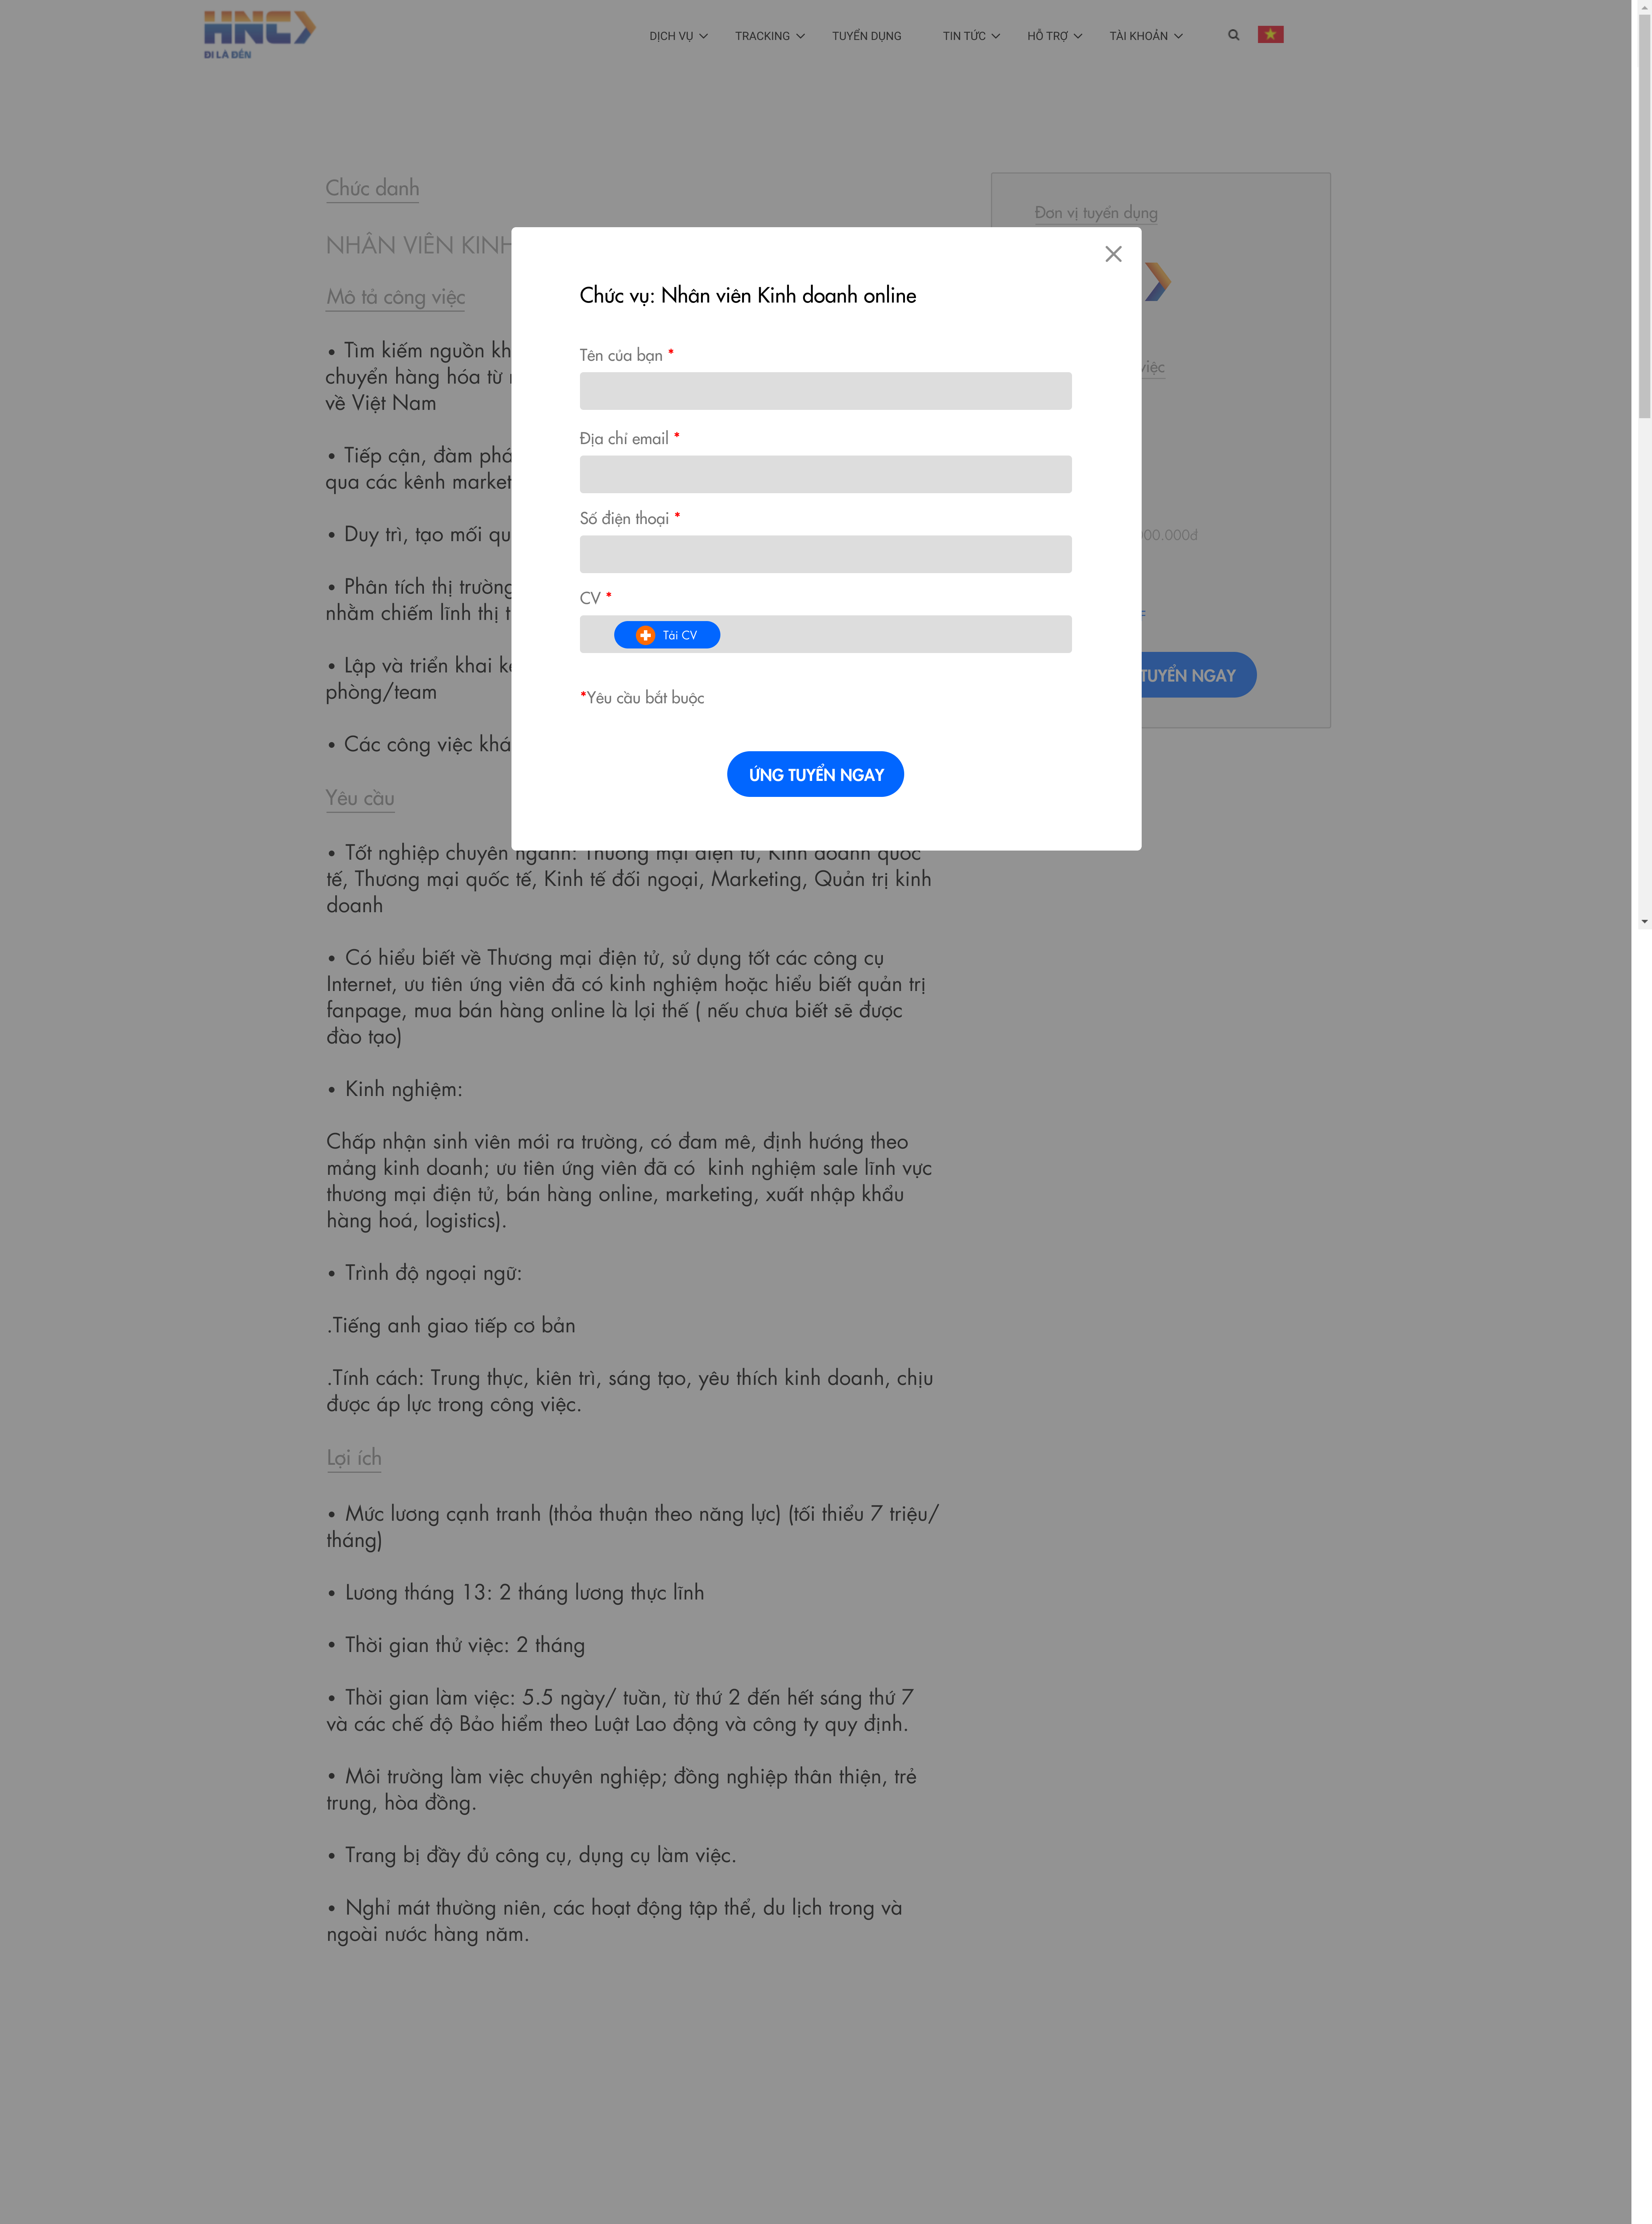 HNC
ĐI LÀ ĐẾN
DỊCH VỤ
TRACKING
TUYỂN DỤNG
TIN TỨC
HỖ TRỢ
TÀI KHOẢN
Chức danh
NHÂN VIÊN KINH
Mô tả công việc
• Tìm kiếm nguồn kh
chuyển hàng hóa từ
về Việt Nam
• Tiếp cận, đàm phá
qua các kênh market
• Duy trì, tạo mối qu
• Phân tích thị trường
nhằm chiếm lĩnh thị t
• Lập và triển khai kế
phòng/team
• Các công việc khá
Đơn vị tuyển dụng
việc
000.000đ
TUYỂN NGAY
Chức vụ: Nhân viên Kinh doanh online
Tên của bạn *
Địa chỉ email *
Số điện thoại *
CV *
Tải CV
*Yêu cầu bắt buộc
ỨNG TUYỂN NGAY
Yêu cầu
• Tốt nghiệp chuyên ngành: Thương mại điện tử, Kinh doanh quốc
tế, Thương mại quốc tế, Kinh tế đối ngoại, Marketing, Quản trị kinh
doanh
• Có hiểu biết về Thương mại điện tử, sử dụng tốt các công cụ
Internet, ưu tiên ứng viên đã có kinh nghiệm hoặc hiểu biết quản trị
fanpage, mua bán hàng online là lợi thế ( nếu chưa biết sẽ được
đào tạo)
• Kinh nghiệm:
Chấp nhận sinh viên mới ra trường, có đam mê, định hướng theo
mảng kinh doanh; ưu tiên ứng viên đã có  kinh nghiệm sale lĩnh vực
thương mại điện tử, bán hàng online, marketing, xuất nhập khẩu
hàng hoá, logistics).
• Trình độ ngoại ngữ:
.Tiếng anh giao tiếp cơ bản
.Tính cách: Trung thực, kiên trì, sáng tạo, yêu thích kinh doanh, chịu
được áp lực trong công việc.
Lợi ích
• Mức lương cạnh tranh (thỏa thuận theo năng lực) (tối thiểu 7 triệu/
tháng)
• Lương tháng 13: 2 tháng lương thực lĩnh
• Thời gian thử việc: 2 tháng
• Thời gian làm việc: 5.5 ngày/ tuần, từ thứ 2 đến hết sáng thứ 7
và các chế độ Bảo hiểm theo Luật Lao động và công ty quy định.
• Môi trường làm việc chuyên nghiệp; đồng nghiệp thân thiện, trẻ
trung, hòa đồng.
• Trang bị đầy đủ công cụ, dụng cụ làm việc.
• Nghỉ mát thường niên, các hoạt động tập thể, du lịch trong và
ngoài nước hàng năm.